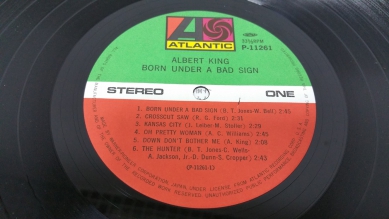 ATLANTIC
33⅓RPM
P-11261
ALBERT KING
BORN UNDER A BAD SIGN
STEREO
ONE
1. BORN UNDER A BAD SIGN (B. T. Jones-W. Bell) 2:45
2. CROSSCUT SAW (R. G. Ford) 2:35
3. KANSAS CITY (J. Leiber-M. Stoller) 2:29
4. OH PRETTY WOMAN (A. C. Williams) 2:45
5. DOWN DON'T BOTHER ME (A. King) 2:08
6. THE HUNTER (B. T. Jones-C. Wells-
A. Jackson, Jr.-D. Dunn-S. Cropper) 2:43
(P-11261-1)